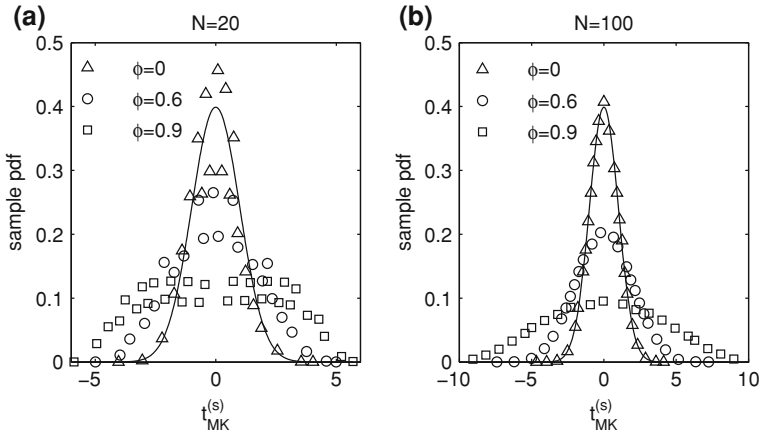 (a)
N=20
sample pdf
0.5
0.4
0.3
0.2
0.1
0
ϕ=0
ϕ=0.6
ϕ=0.9
−5
0
5
t_MK^(s)
(b)
N=100
sample pdf
0.5
0.4
0.3
0.2
0.1
0
ϕ=0
ϕ=0.6
ϕ=0.9
−10
−5
0
5
10
t_MK^(s)